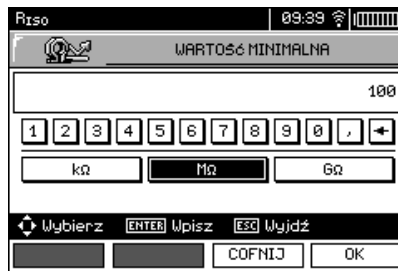 RISO 09:39
WARTOŚĆ MINIMALNA
100
1 2 3 4 5 6 7 8 9 0 ,
kΩ MΩ GΩ
Wybierz ENTER Wpisz ESC Wyjdź
COFNIJ OK